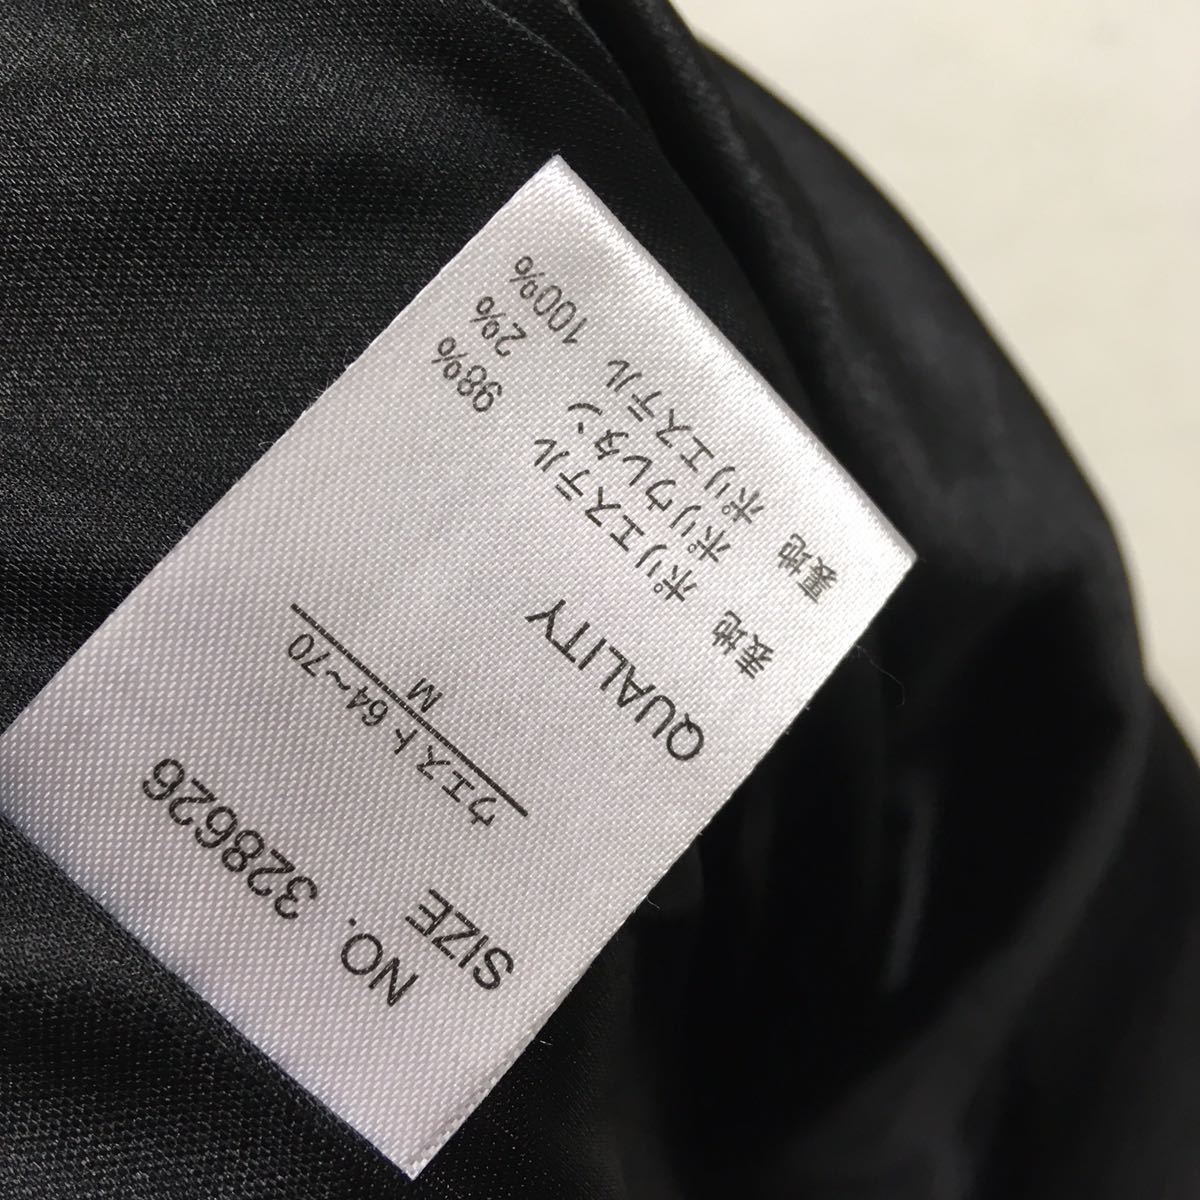 NO. 328626
SIZE
ウエスト 64~70
M
QUALITY
表地 ポリエステル 98%
ポリウレタン 2%
裏地 ポリエステル 100%